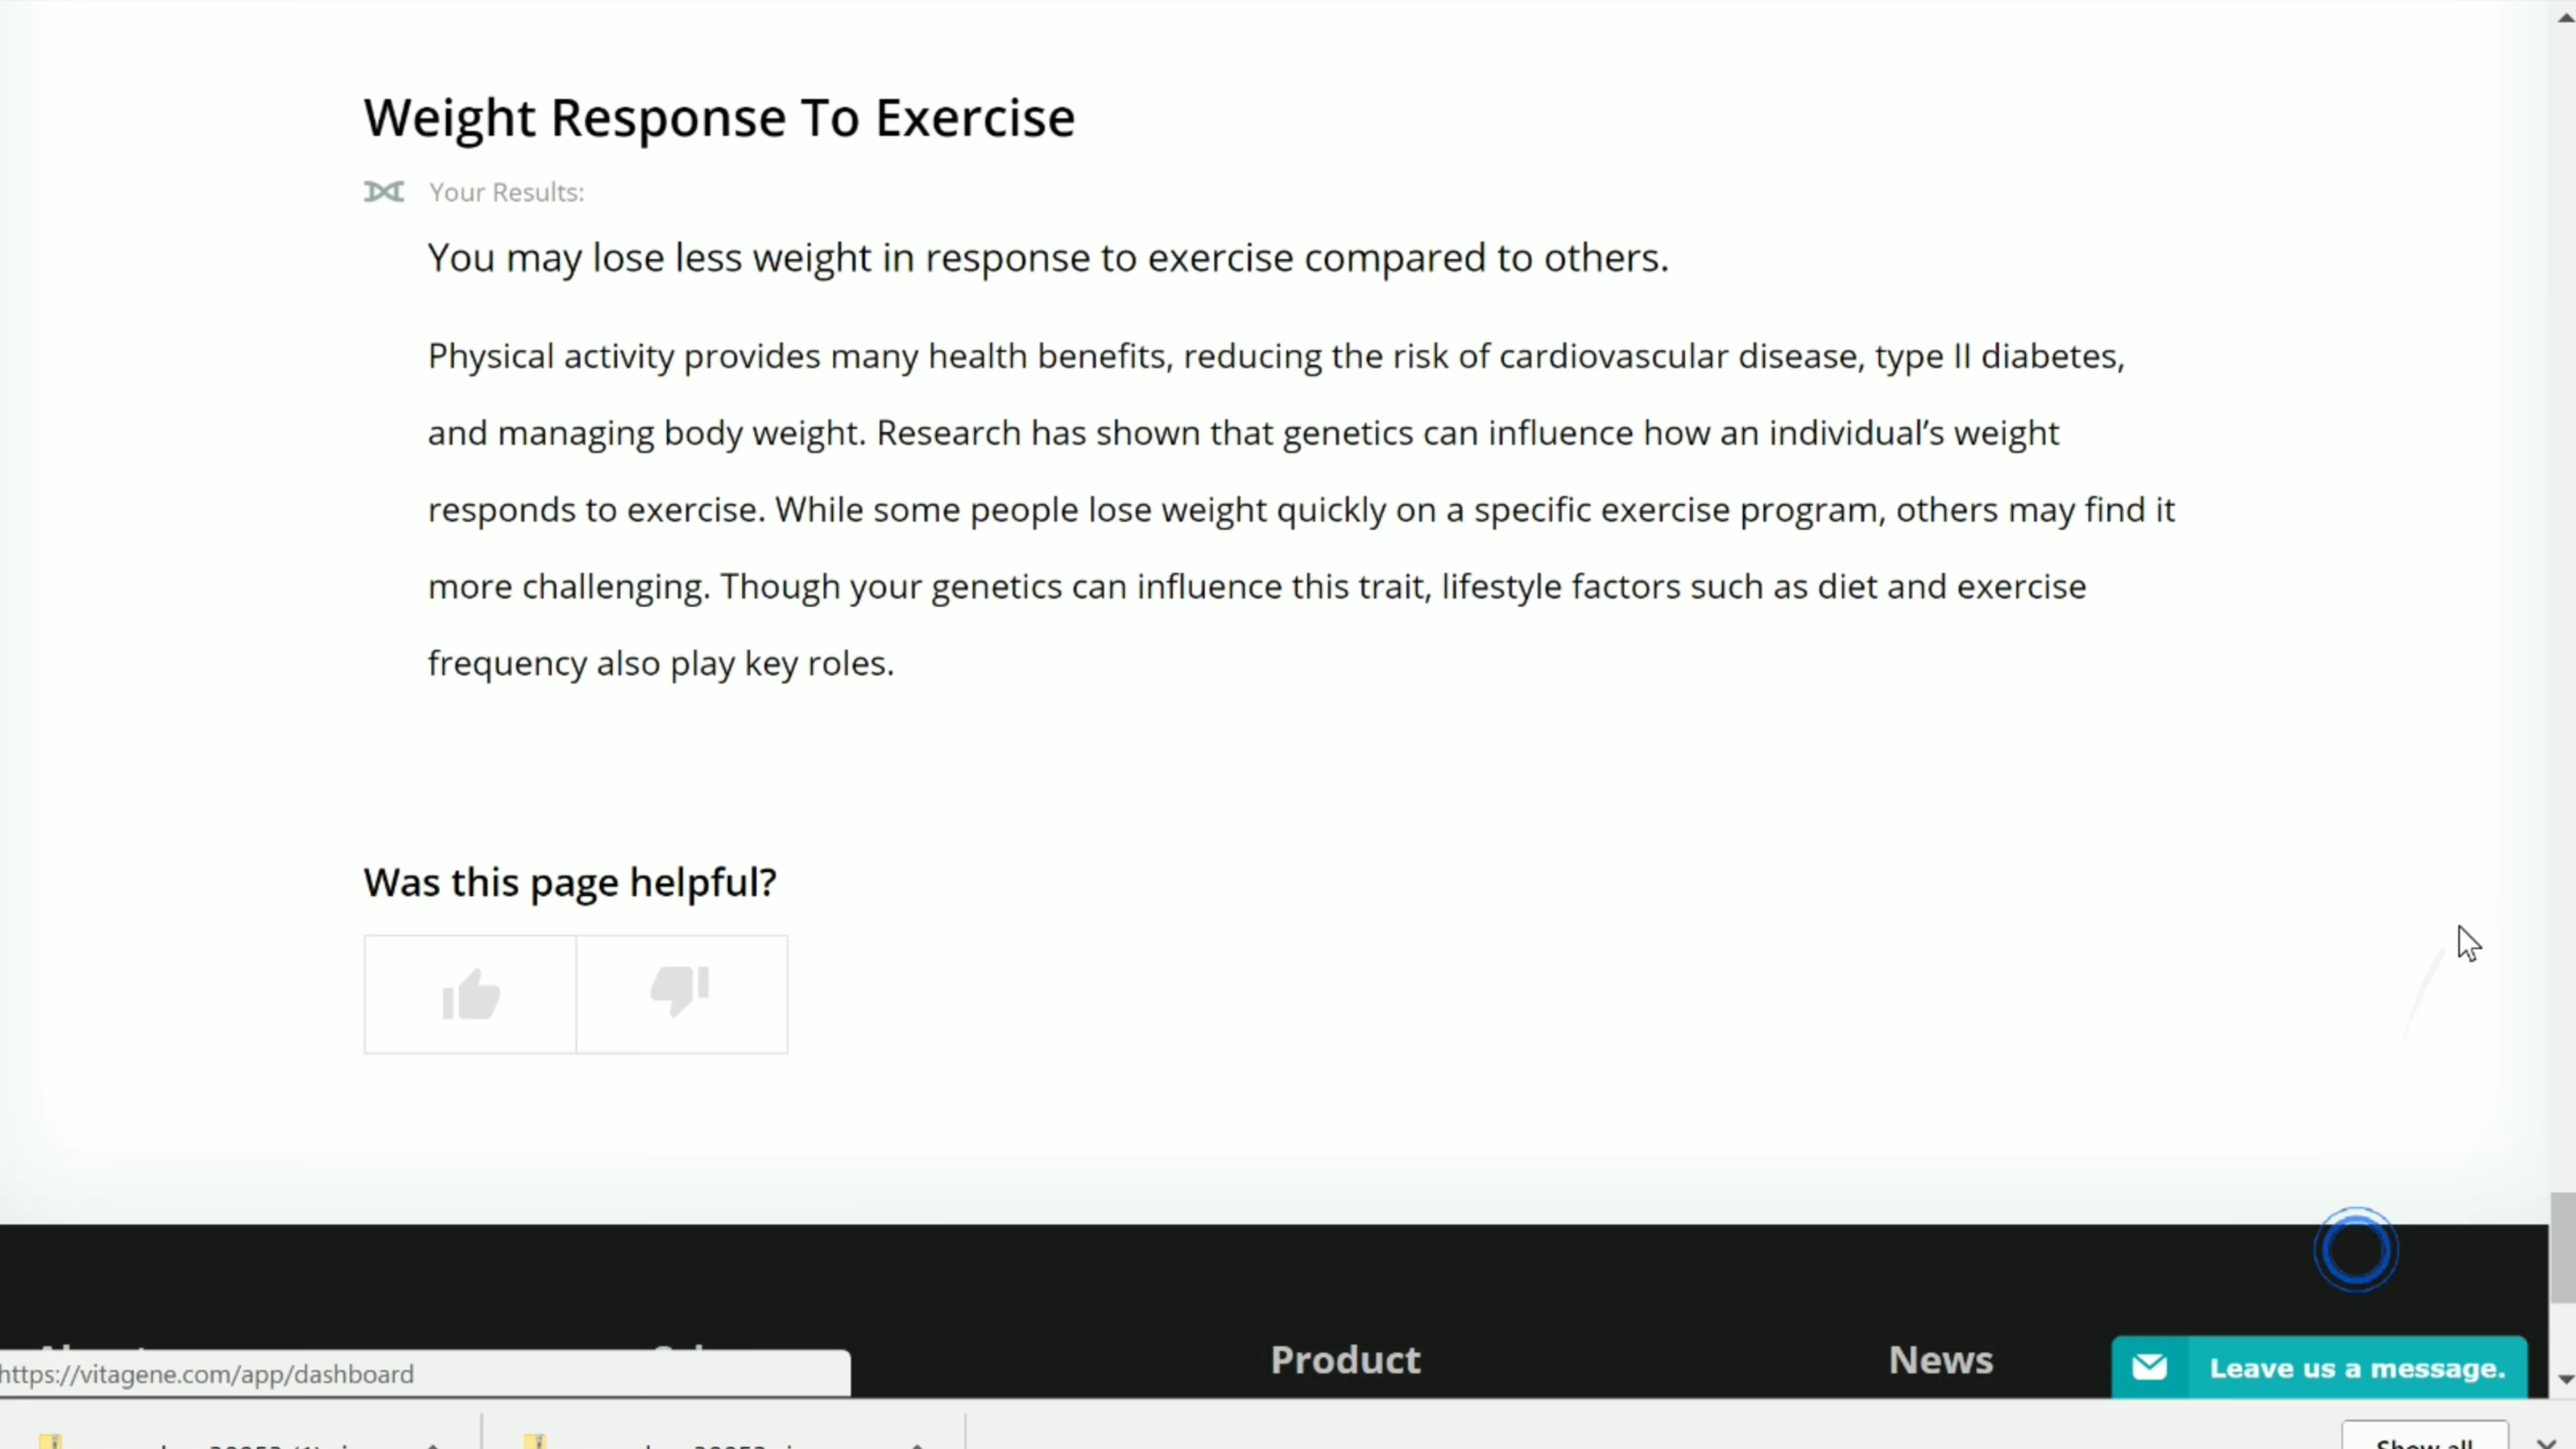 Weight Response To Exercise
Your Results:
You may lose less weight in response to exercise compared to others.
Physical activity provides many health benefits, reducing the risk of cardiovascular disease, type II diabetes,
and managing body weight. Research has shown that genetics can influence how an individual’s weight
responds to exercise. While some people lose weight quickly on a specific exercise program, others may find it
more challenging. Though your genetics can influence this trait, lifestyle factors such as diet and exercise
frequency also play key roles.
Was this page helpful?
Product
News
Leave us a message.
https://vitagene.com/app/dashboard
Show all